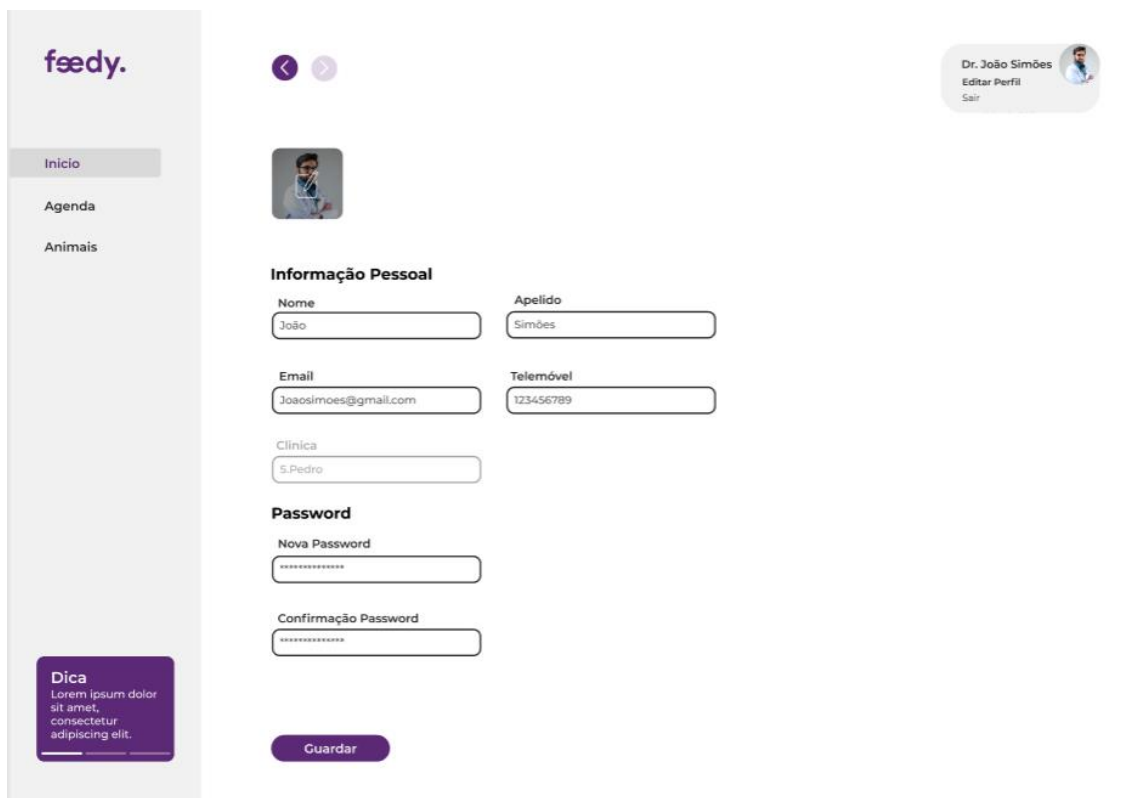 fædy.
Dr. João Simões
Editar Perfil
Sair
Inicio
Agenda
Animais
Informação Pessoal
Nome
Apelido
João
Simões
Email
Telemóvel
Joaosimoes@gmail.com
123456789
Clinica
S.Pedro
Password
Nova Password
**************
Confirmação Password
**************
Dica
Lorem ipsum dolor
sit amet,
consectetur
adipiscing elit.
Guardar